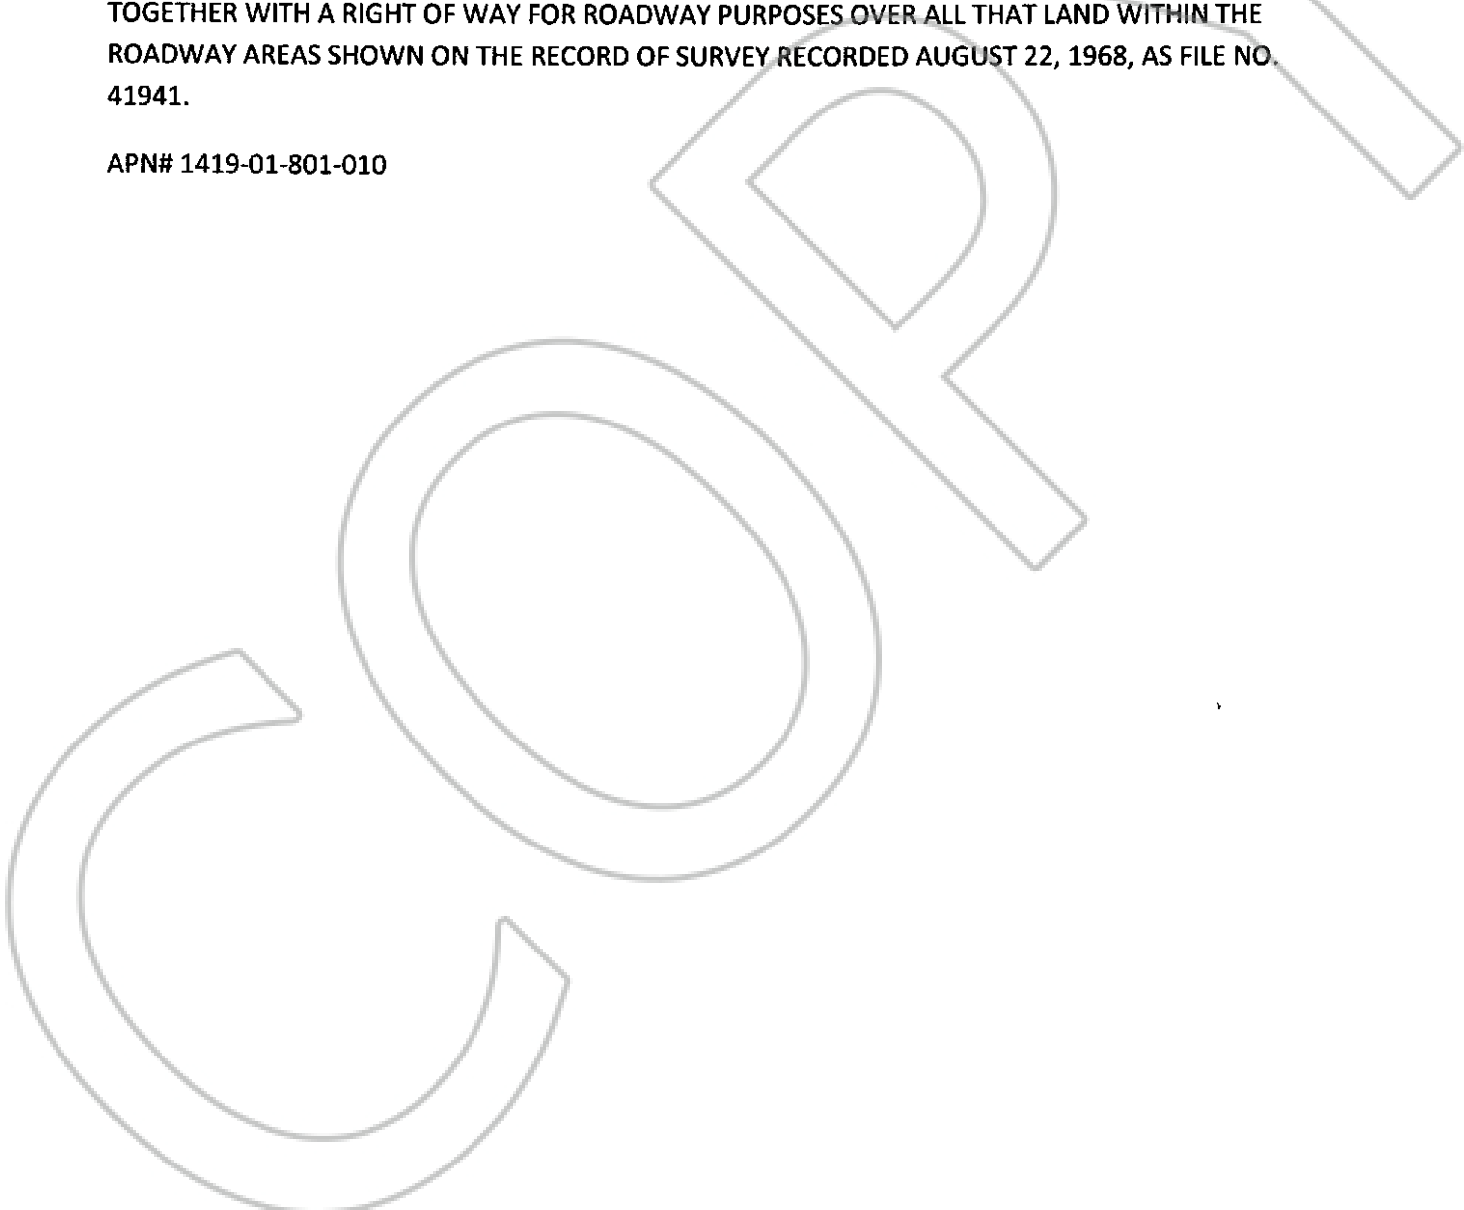 TOGETHER WITH A RIGHT OF WAY FOR ROADWAY PURPOSES OVER ALL THAT LAND WITHIN THE
ROADWAY AREAS SHOWN ON THE RECORD OF SURVEY RECORDED AUGUST 22, 1968, AS FILE NO.
41941.
APN# 1419-01-801-010
COPY